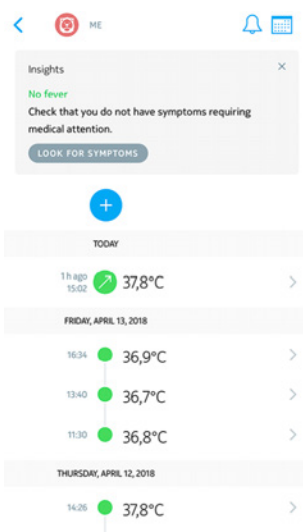 ME
Insights
×
No fever
Check that you do not have symptoms requiring
medical attention.
LOOK FOR SYMPTOMS
+
TODAY
1 h ago
15:02
37,8°C
FRIDAY, APRIL 13, 2018
16:34 36,9°C
13:40 36,7°C
11:30 36,8°C
THURSDAY, APRIL 12, 2018
14:26 37,8°C